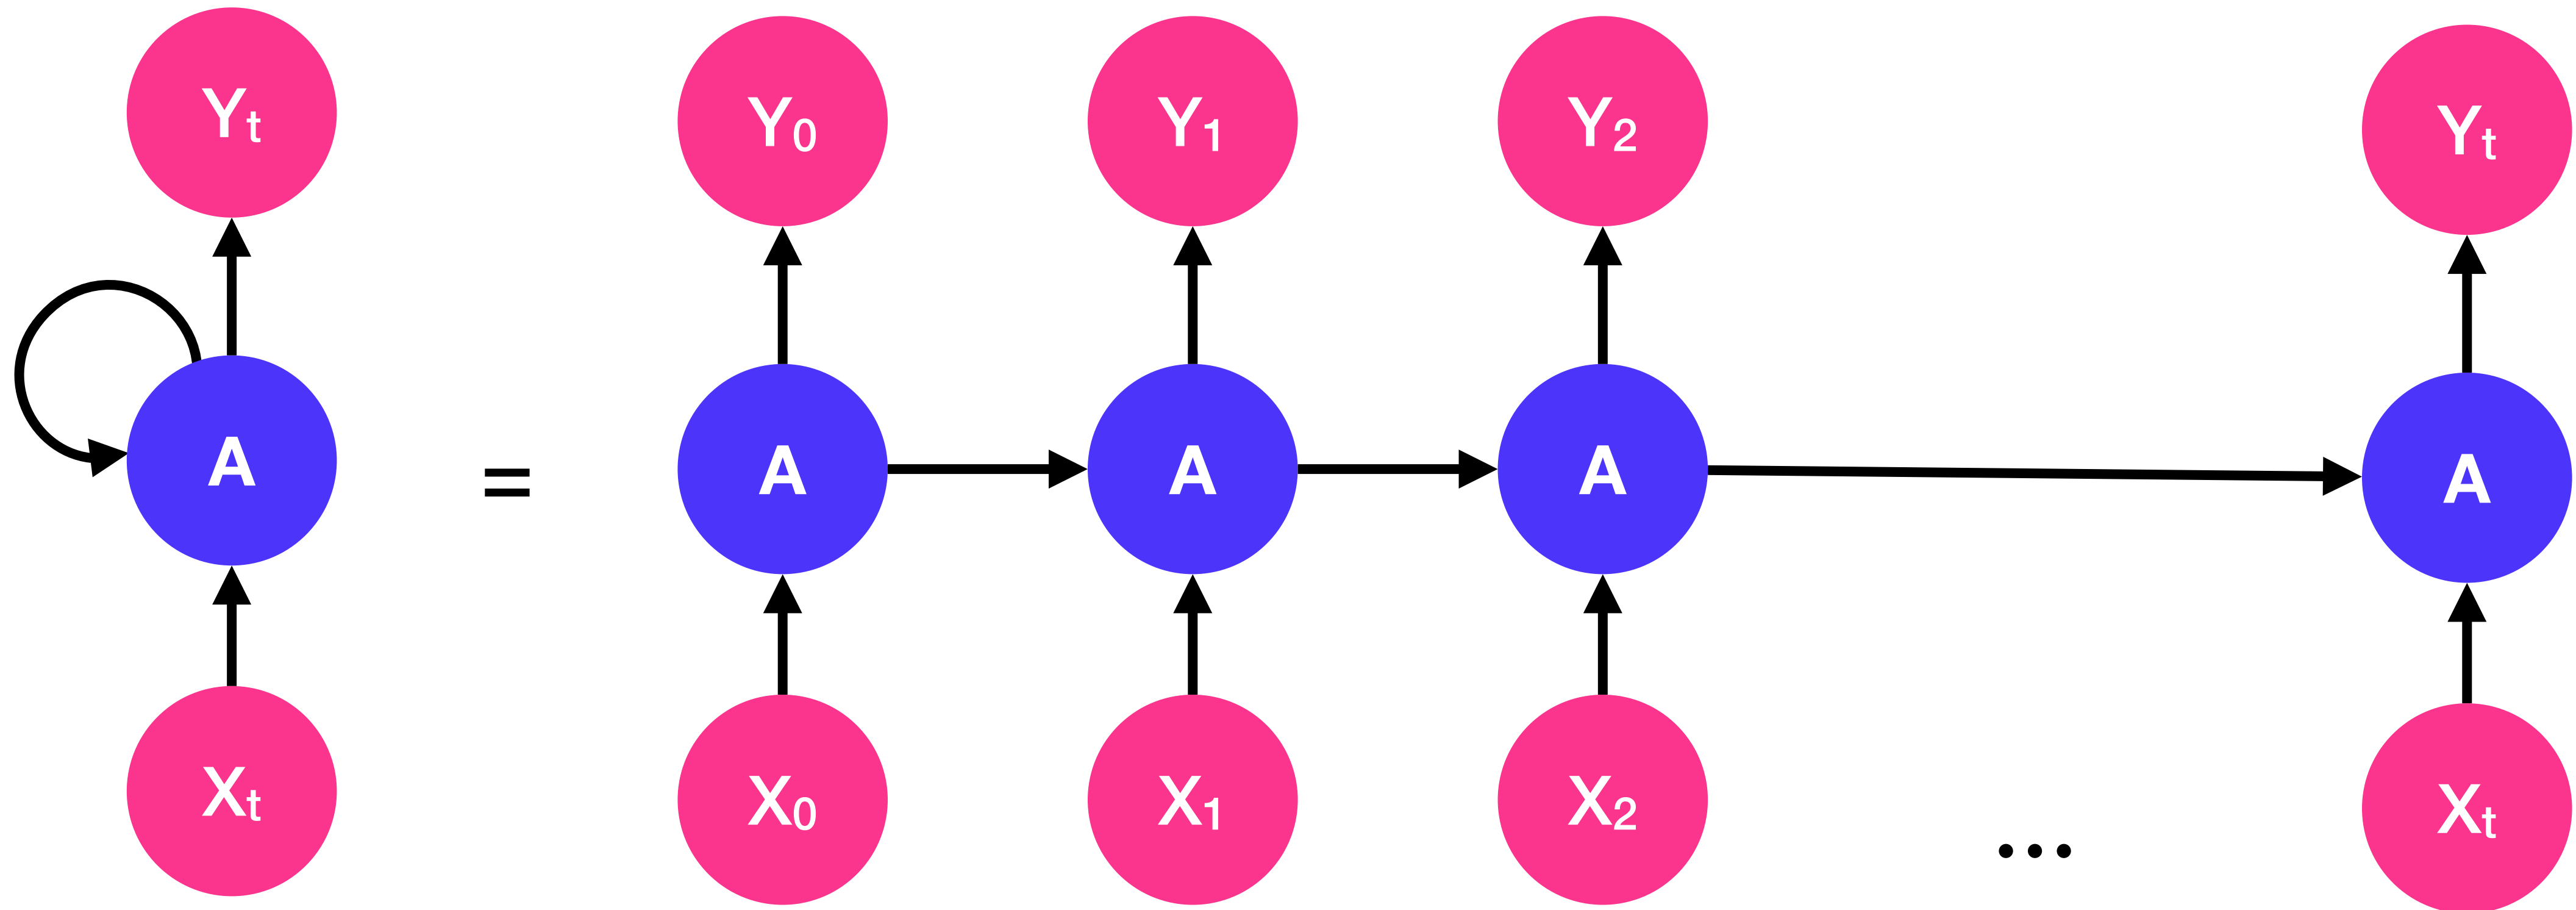 Yt Y0 Y1 Y2 Yt
A = A A A A
Xt X0 X1 X2 ... Xt